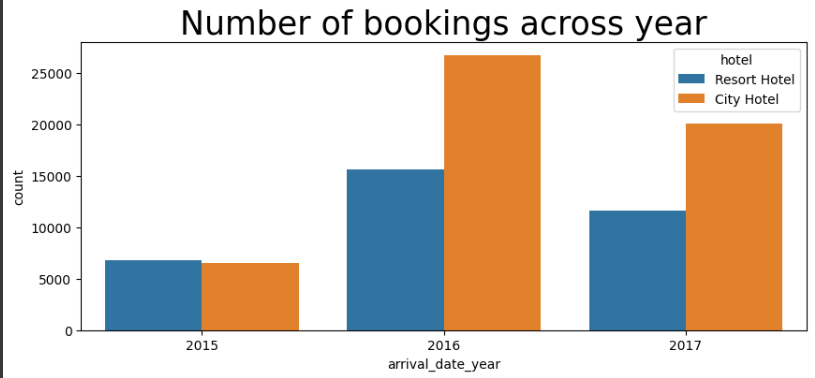 Number of bookings across year
hotel
Resort Hotel
City Hotel
count
25000
20000
15000
10000
5000
0
2015 2016 2017
arrival_date_year